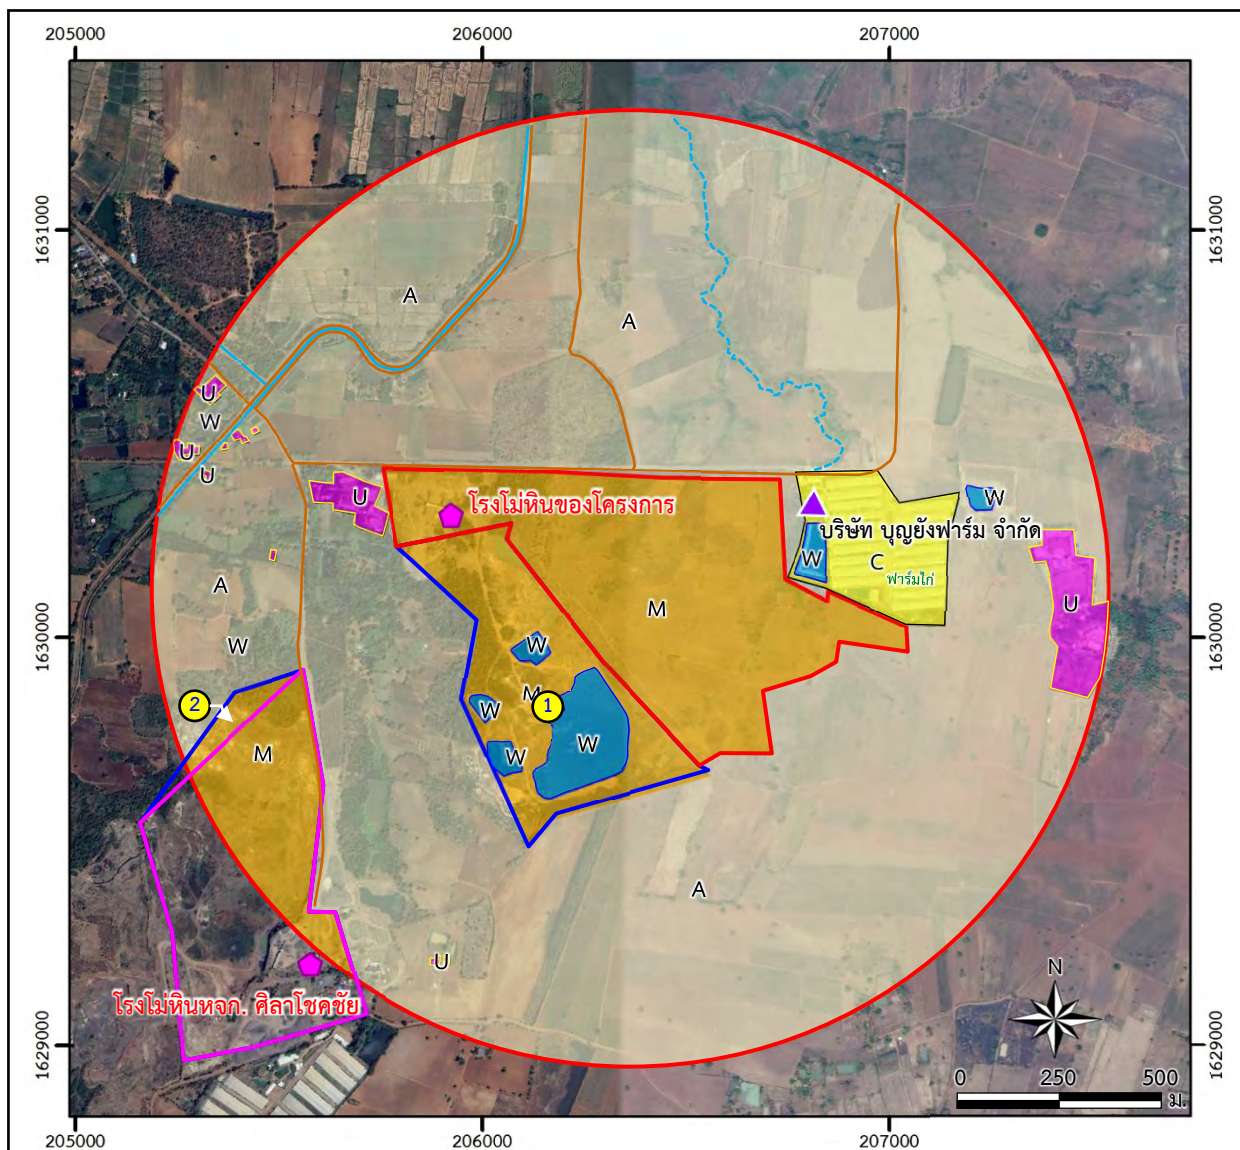 205000
206000
207000
1631000
1631000
A
A
U
W
U
U
U
W
โรงโม่หินของโครงการ
บริษัท บุญยังฟาร์ม จำกัด
W
C
ฟาร์มไก่
A
M
U
1630000
1630000
W
W
M
1
2
W
W
W
M
A
U
N
โรงโม่หินหจก. ศิลาโชคชัย
1629000
1629000
0
250
500
ม.
205000
206000
207000